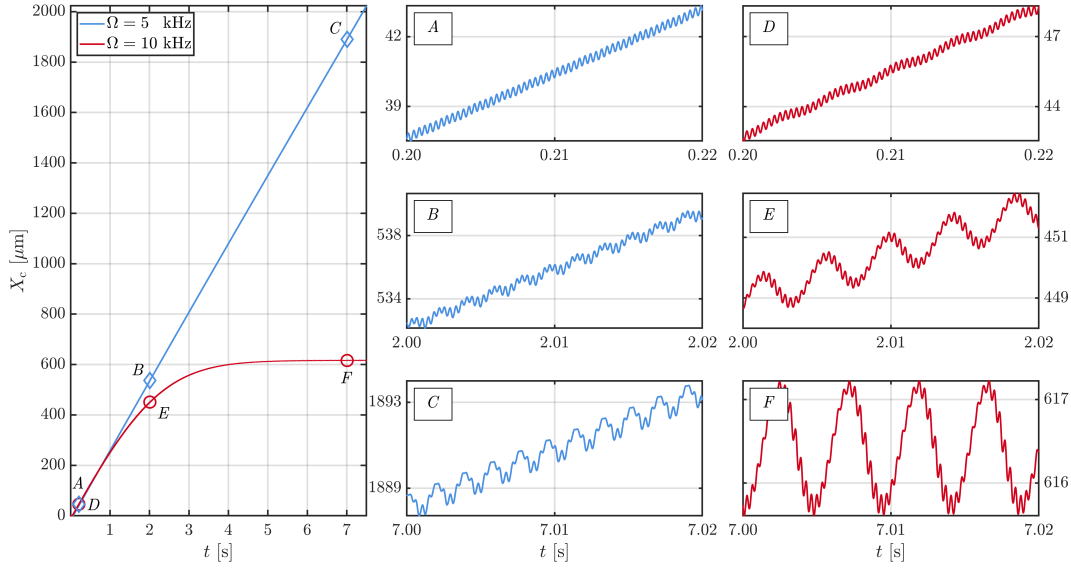 Ω = 5 kHz
Ω = 10 kHz
2000
1800
1600
1400
1200
1000
800
600
400
200
0
X_c [μm]
1 2 3 4 5 6 7
t [s]
A
D
B
E
C
F
A
42
39
0.20 0.21 0.22
D
47
44
0.20 0.21 0.22
B
538
534
2.00 2.01 2.02
E
451
449
2.00 2.01 2.02
C
1893
1889
7.00 7.01 7.02
t [s]
F
617
616
7.00 7.01 7.02
t [s]